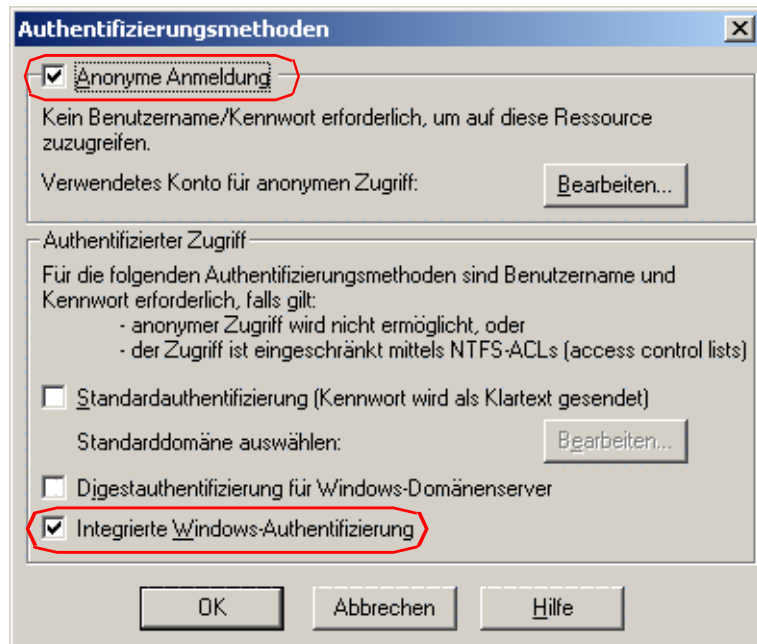 Authentifizierungsmethoden
Anonyme Anmeldung
Kein Benutzername/Kennwort erforderlich, um auf diese Ressource
zuzugreifen.
Verwendetes Konto für anonymen Zugriff:
Bearbeiten...
Authentifizierter Zugriff
Für die folgenden Authentifizierungsmethoden sind Benutzername und
Kennwort erforderlich, falls gilt:
- anonymer Zugriff wird nicht ermöglicht, oder
- der Zugriff ist eingeschränkt mittels NTFS-ACLs (access control lists)
Standardauthentifizierung (Kennwort wird als Klartext gesendet)
Standarddomäne auswählen:
Bearbeiten...
Digestauthentifizierung für Windows-Domänenserver
Integrierte Windows-Authentifizierung
OK
Abbrechen
Hilfe